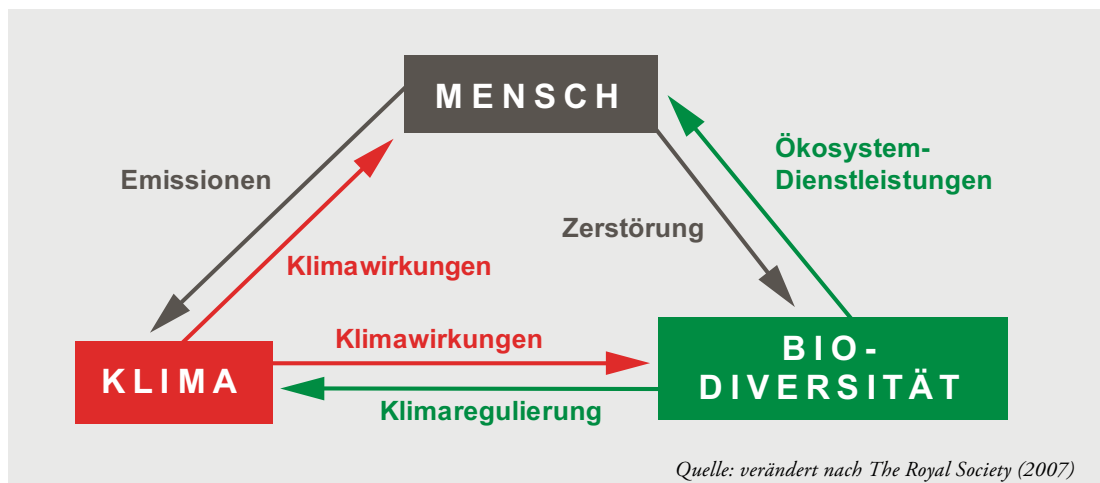 MENSCH
Emissionen
Ökosystem-
Dienstleistungen
Zerstörung
Klimawirkungen
Klimawirkungen
KLIMA
BIO-
DIVERSITÄT
Klimaregulierung
Quelle: verändert nach The Royal Society (2007)